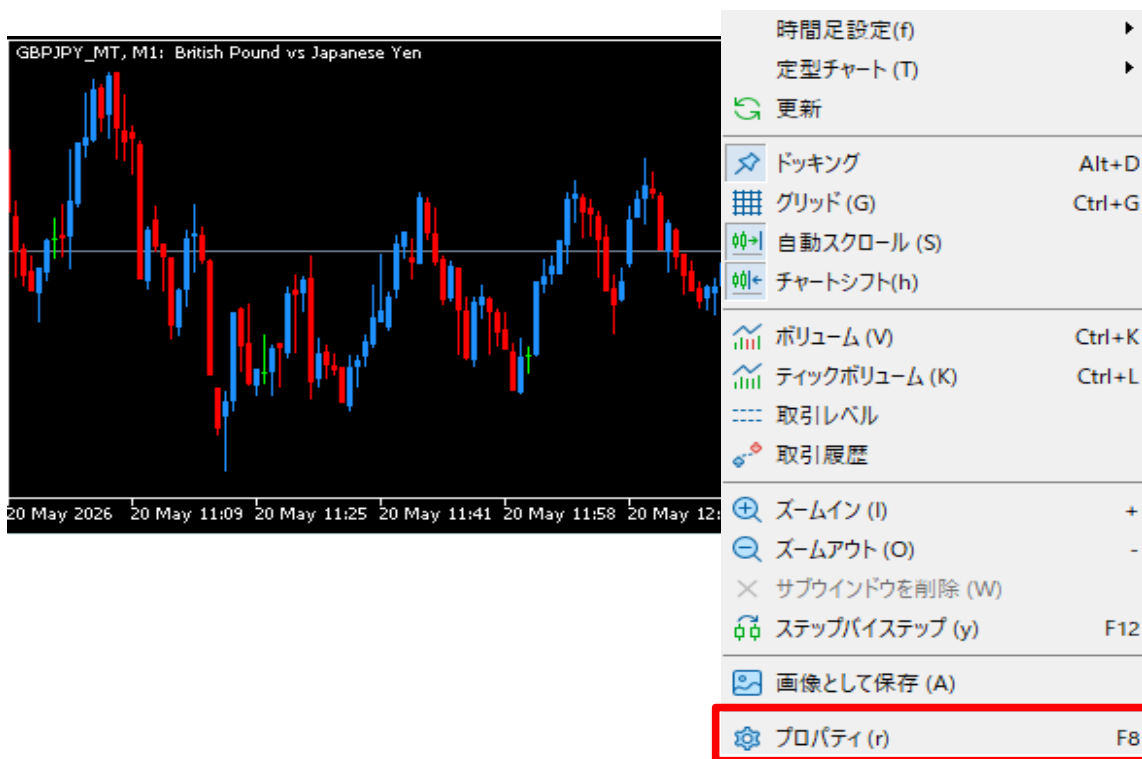 GBPJPY_MT, M1: British Pound vs Japanese Yen
20 May 2026 20 May 11:09 20 May 11:25 20 May 11:41 20 May 11:58 20 May 12:
時間足設定(f)
定型チャート (T)
更新
ドッキング Alt+D
グリッド (G) Ctrl+G
自動スクロール (S)
チャートシフト(h)
ボリューム (V) Ctrl+K
ティックボリューム (K) Ctrl+L
取引レベル
取引履歴
ズームイン (I) +
ズームアウト (O) -
サブウインドウを削除 (W)
ステップバイステップ (y) F12
画像として保存 (A)
プロパティ (r) F8